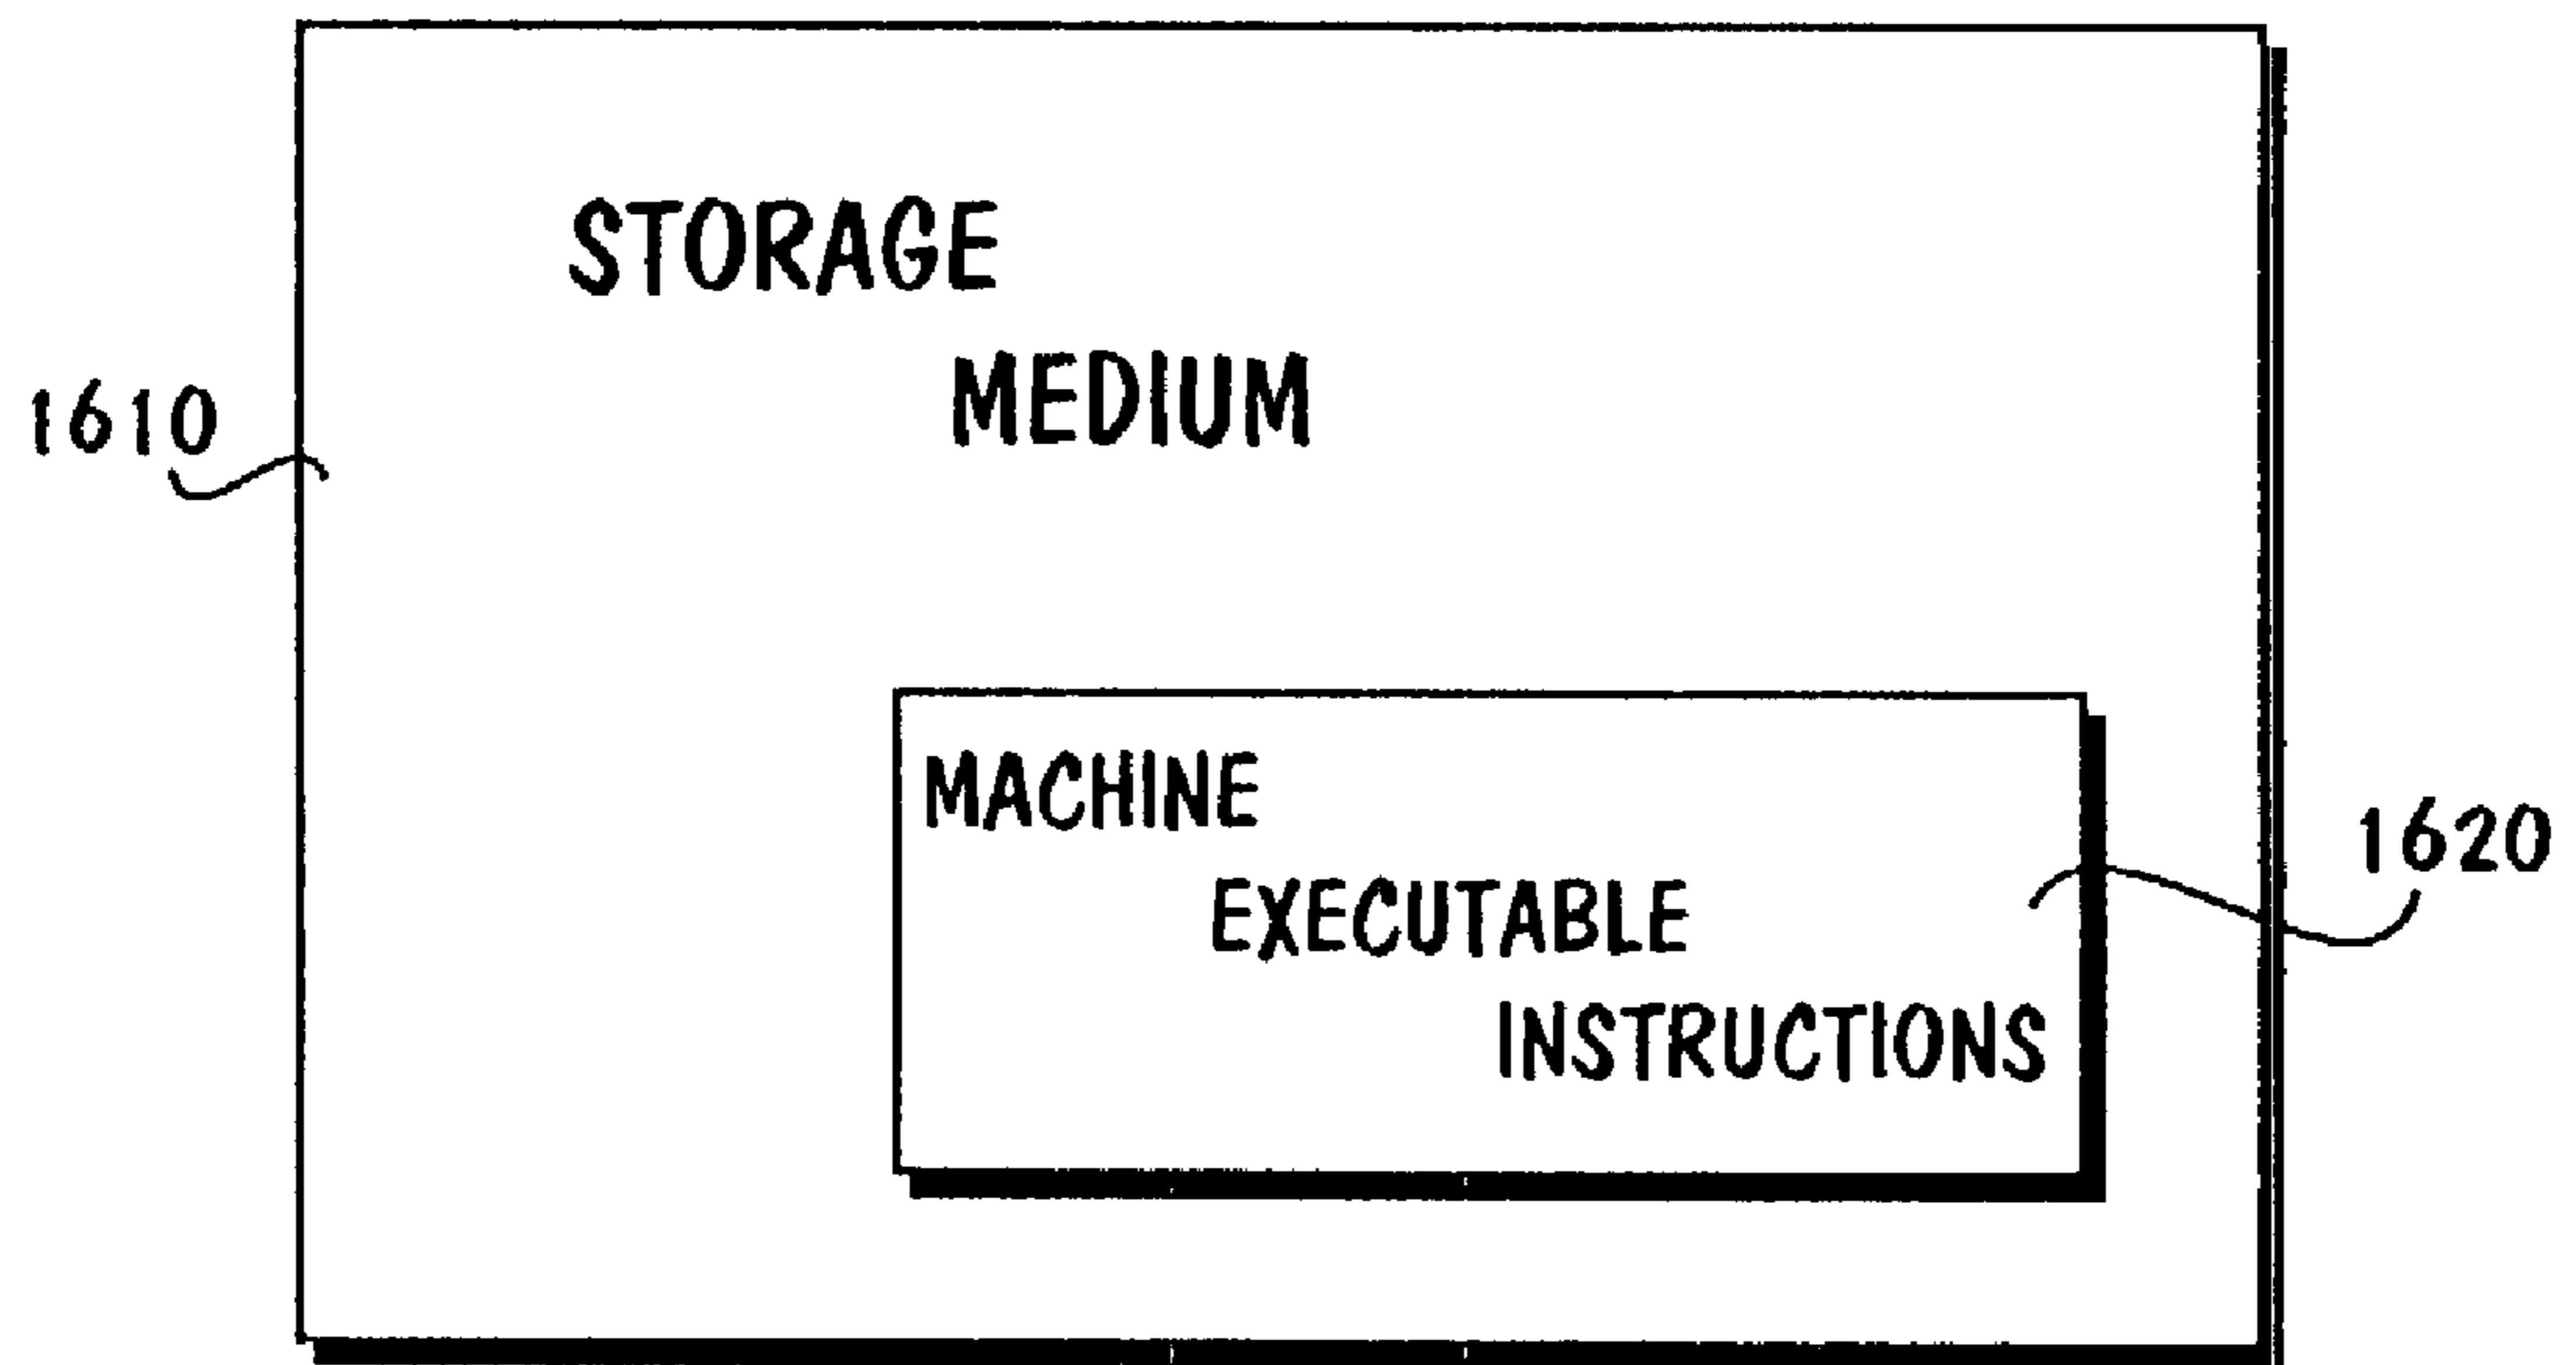 STORAGE
MEDIUM
1610
MACHINE
EXECUTABLE
INSTRUCTIONS
1620